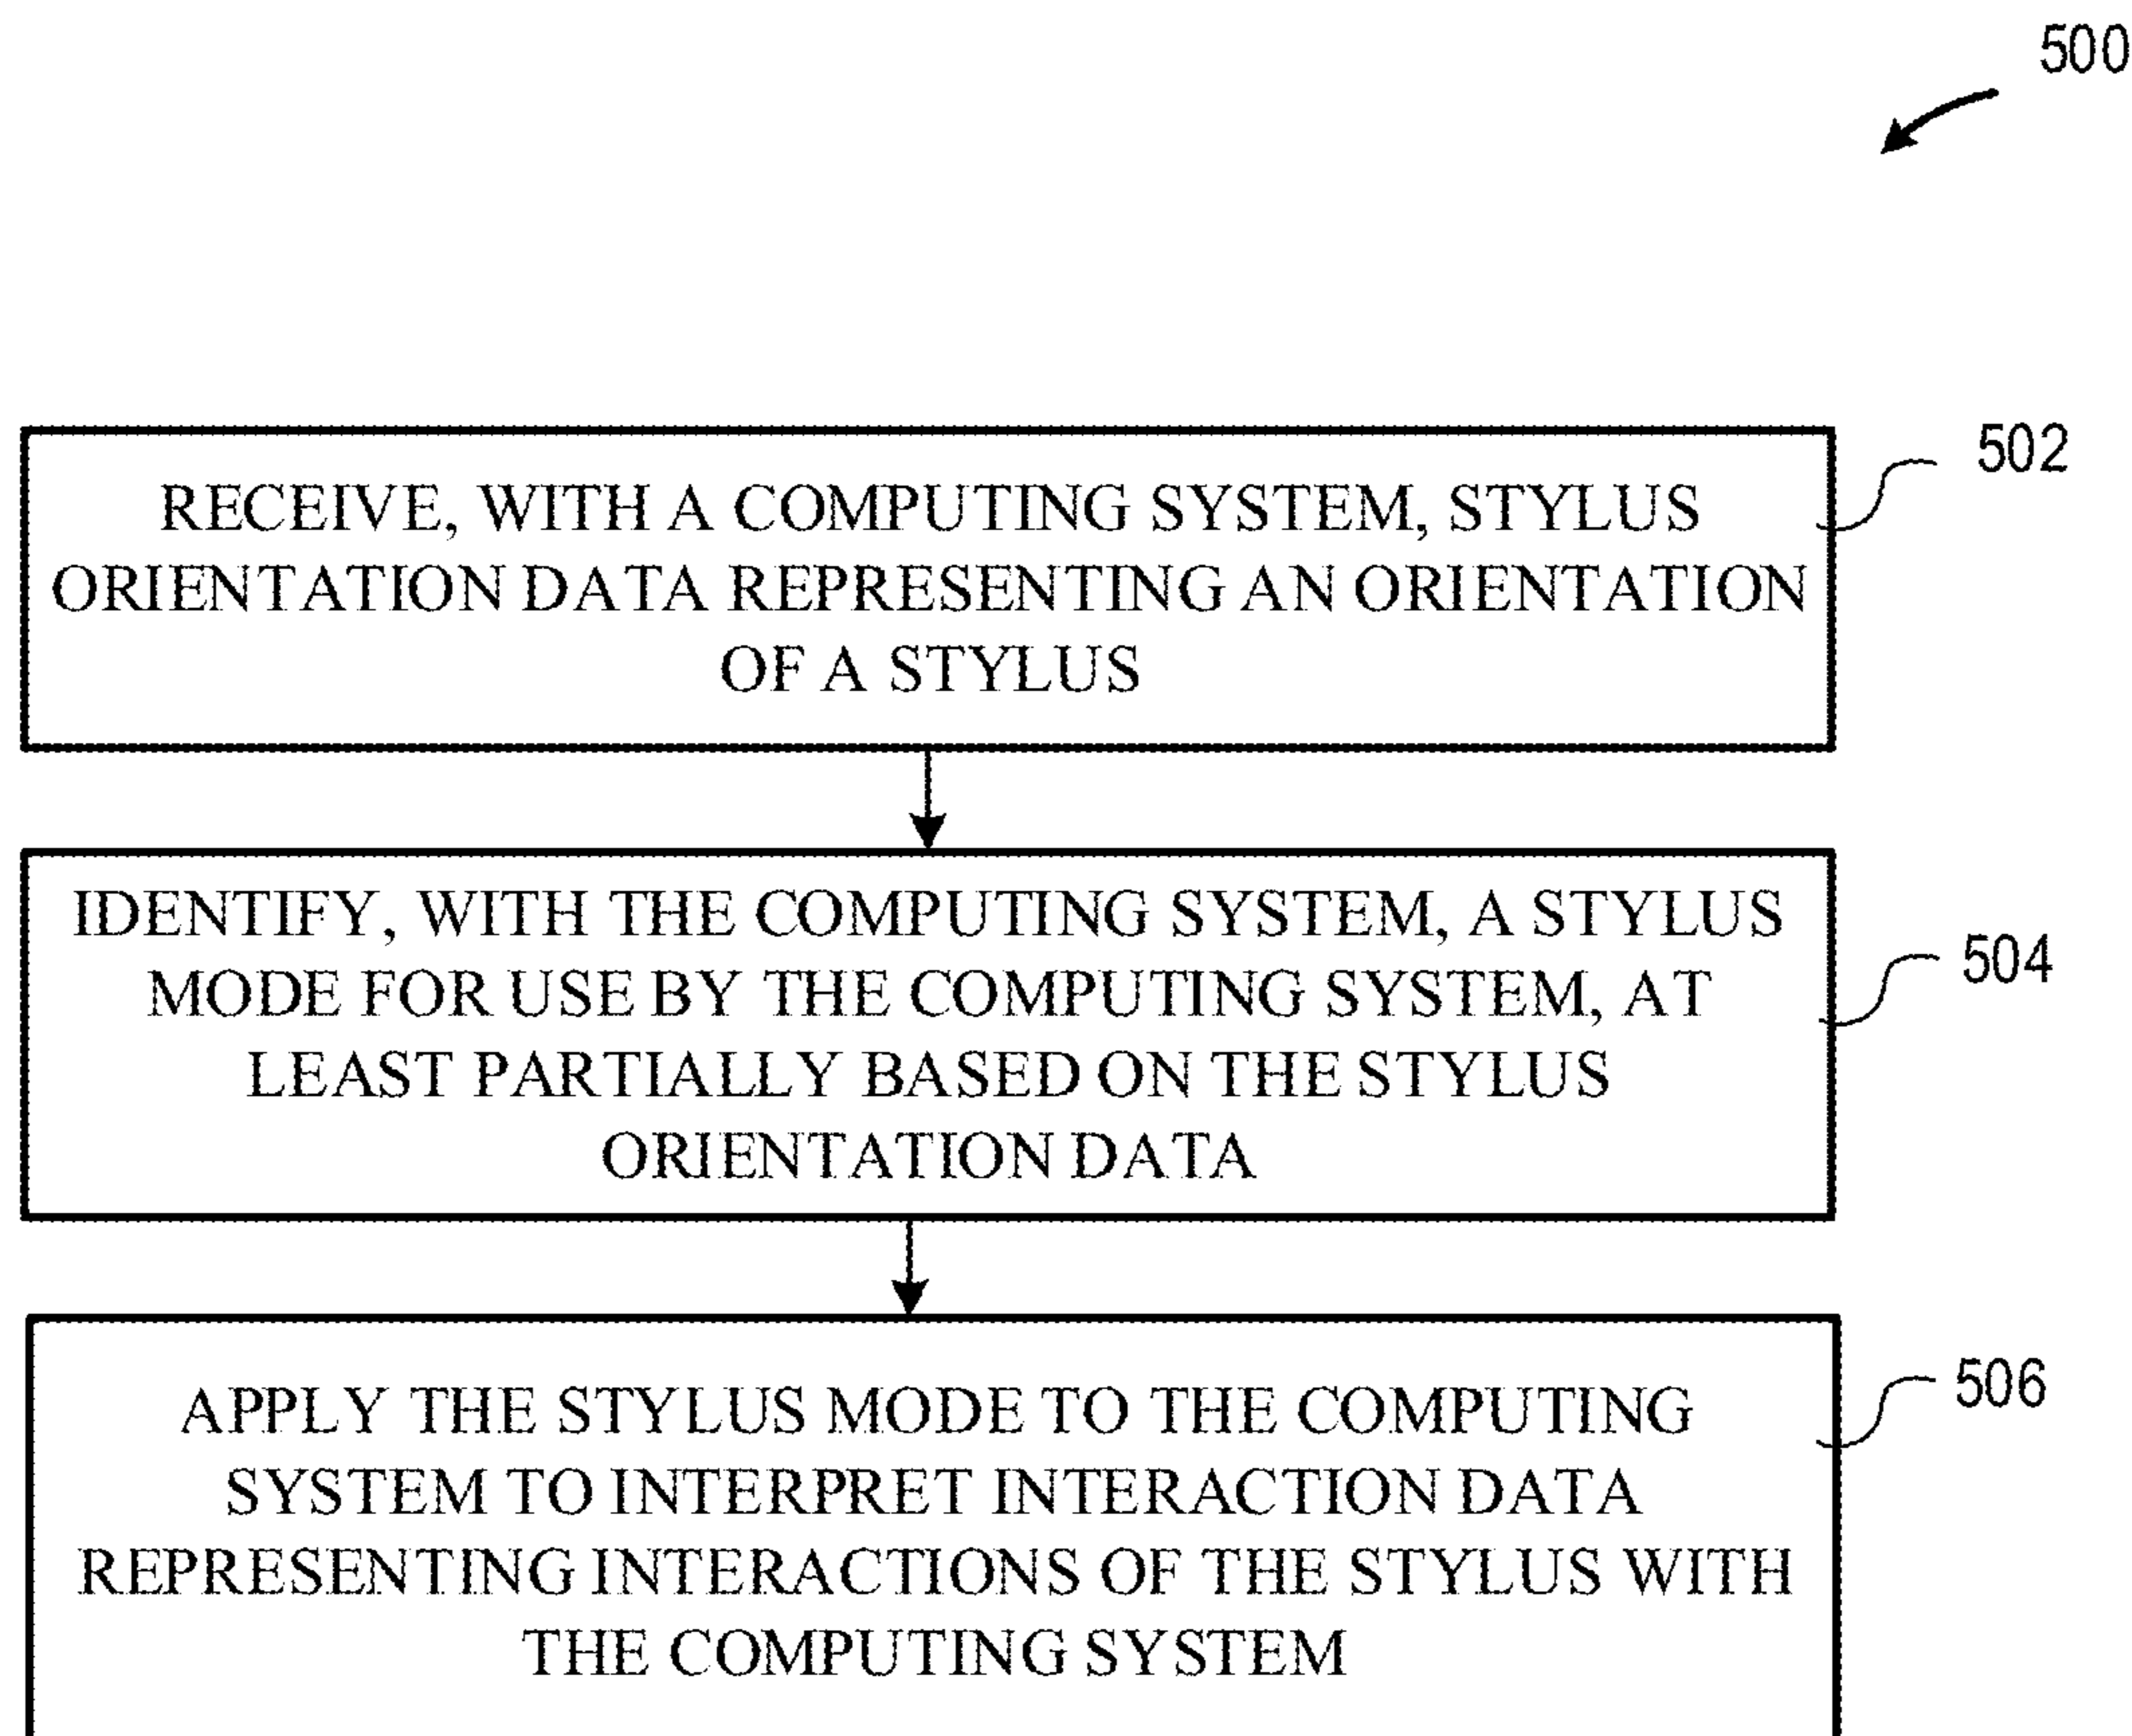 500
502
RECEIVE, WITH A COMPUTING SYSTEM, STYLUS
ORIENTATION DATA REPRESENTING AN ORIENTATION
OF A STYLUS
504
IDENTIFY, WITH THE COMPUTING SYSTEM, A STYLUS
MODE FOR USE BY THE COMPUTING SYSTEM, AT
LEAST PARTIALLY BASED ON THE STYLUS
ORIENTATION DATA
506
APPLY THE STYLUS MODE TO THE COMPUTING
SYSTEM TO INTERPRET INTERACTION DATA
REPRESENTING INTERACTIONS OF THE STYLUS WITH
THE COMPUTING SYSTEM